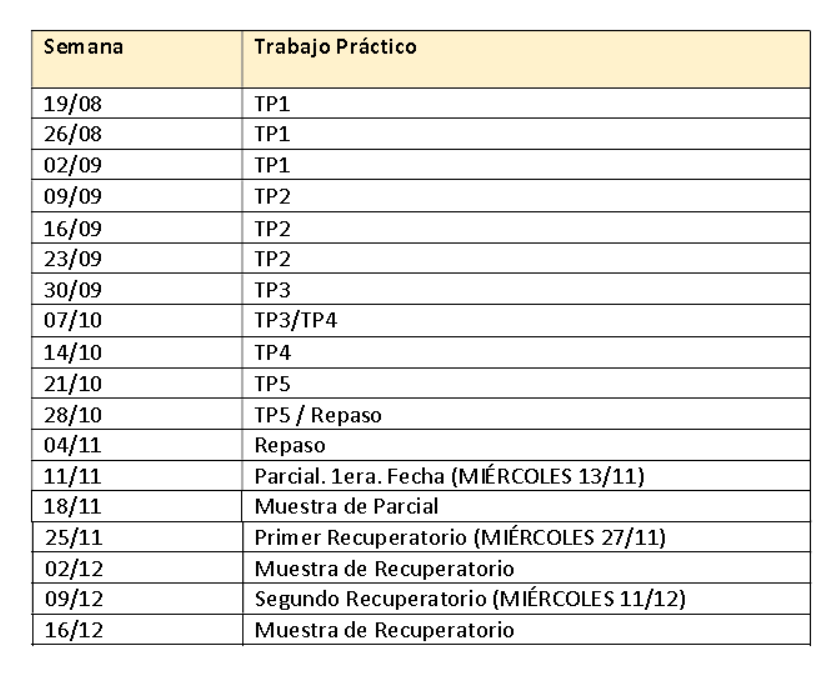 Semana Trabajo Práctico
19/08 TP1
26/08 TP1
02/09 TP1
09/09 TP2
16/09 TP2
23/09 TP2
30/09 TP3
07/10 TP3/TP4
14/10 TP4
21/10 TP5
28/10 TP5 / Repaso
04/11 Repaso
11/11 Parcial. 1era. Fecha (MIÉRCOLES 13/11)
18/11 Muestra de Parcial
25/11 Primer Recuperatorio (MIÉRCOLES 27/11)
02/12 Muestra de Recuperatorio
09/12 Segundo Recuperatorio (MIÉRCOLES 11/12)
16/12 Muestra de Recuperatorio